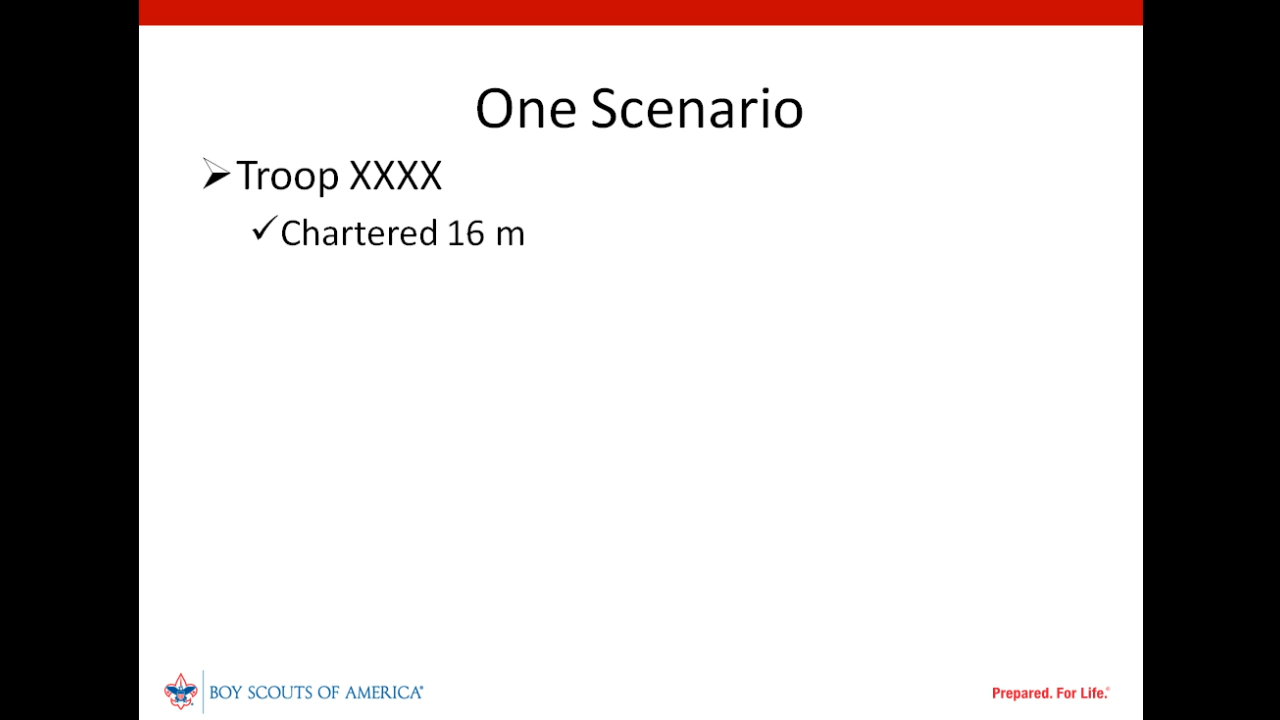 One Scenario
Troop XXXX
Chartered 16 m
BOY SCOUTS OF AMERICA®
Prepared. For Life.®